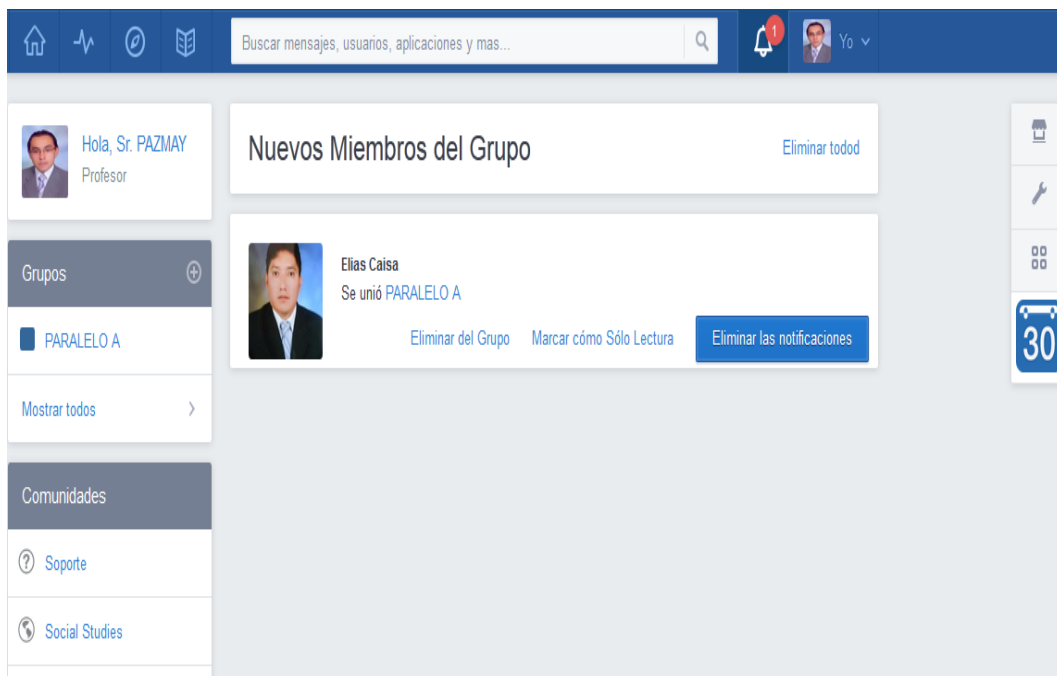 Buscar mensajes, usuarios, aplicaciones y mas...
1
Yo
Hola, Sr. PAZMAY
Profesor
Grupos
PARALELO A
Mostrar todos
Comunidades
Soporte
Social Studies
Nuevos Miembros del Grupo
Eliminar todod
Elias Caisa
Se unió PARALELO A
Eliminar del Grupo Marcar cómo Sólo Lectura Eliminar las notificaciones
30